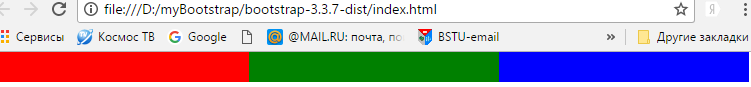 file:///D:/myBootstrap/bootstrap-3.3.7-dist/index.html
Сервисы Космос ТВ Google @MAIL.RU: почта, по BSTU-email » Другие закладки